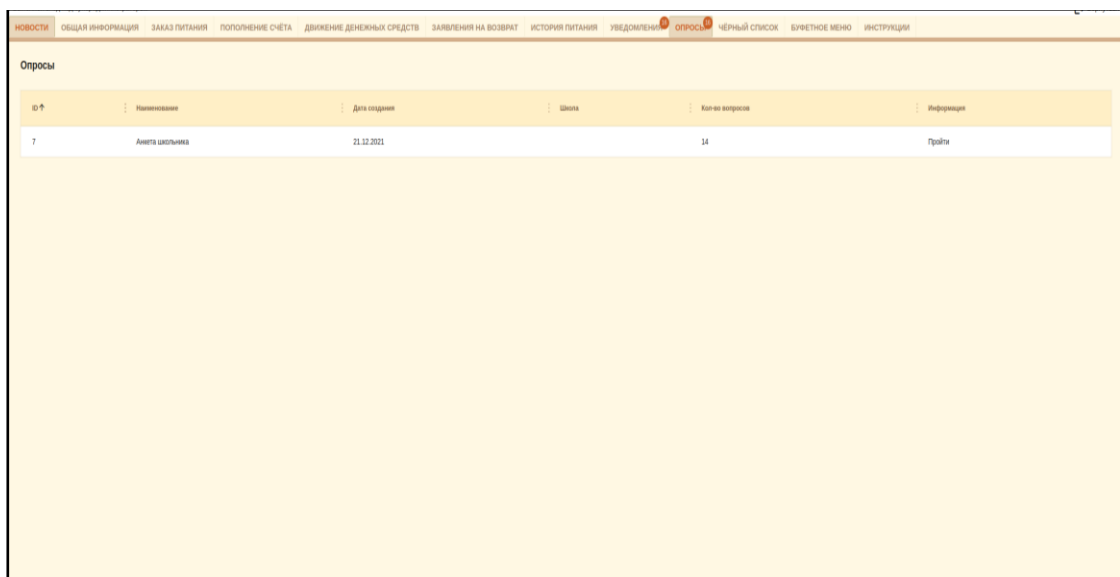 НОВОСТИ ОБЩАЯ ИНФОРМАЦИЯ ЗАКАЗ ПИТАНИЯ ПОПОЛНЕНИЕ СЧЁТА ДВИЖЕНИЕ ДЕНЕЖНЫХ СРЕДСТВ ЗАЯВЛЕНИЯ НА ВОЗВРАТ ИСТОРИЯ ПИТАНИЯ УВЕДОМЛЕНИЯ ОПРОСЫ ЧЁРНЫЙ СПИСОК БУФЕТНОЕ МЕНЮ ИНСТРУКЦИИ
Опросы
ID Наименование Дата создания Школа Кол-во вопросов Информация
7 Анкета школьника 21.12.2021 14 Пройти